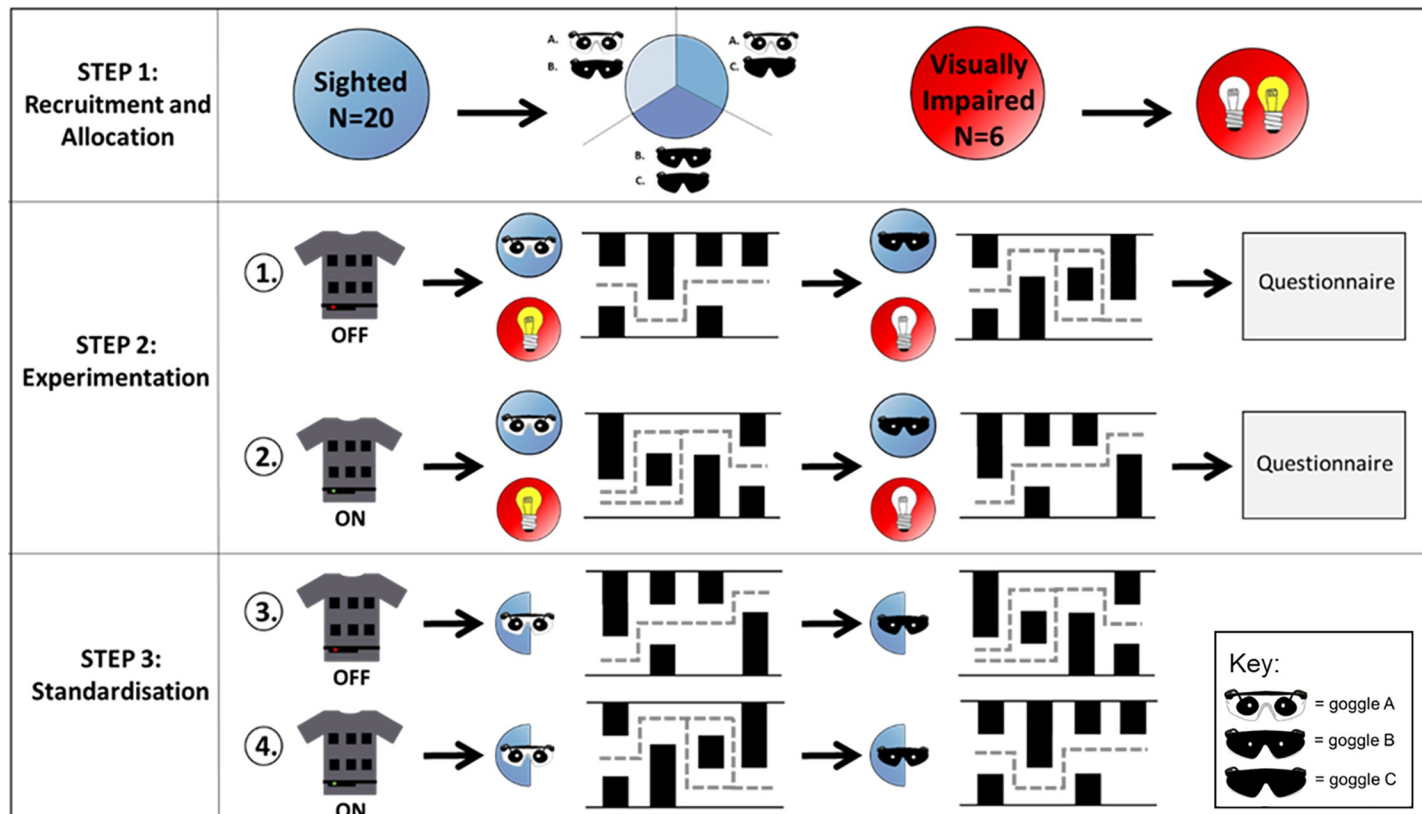 STEP 1:
Recruitment and
Allocation
Sighted
N=20
A.
B.
A.
C.
B.
C.
Visually
Impaired
N=6
STEP 2:
Experimentation
1.
OFF
Questionnaire
2.
ON
Questionnaire
STEP 3:
Standardisation
3.
OFF
4.
ON
Key:
= goggle A
= goggle B
= goggle C